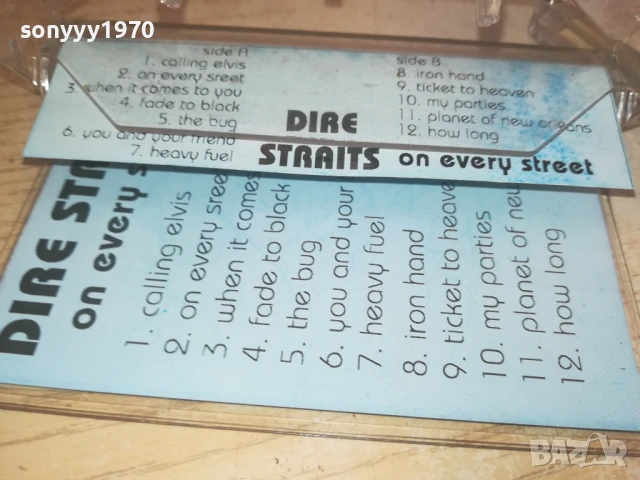 sonyyy1970
side A
1. calling elvis
2. on every sreet
3. when it comes to you
4. fade to black
5. the bug
6. you and your friend
7. heavy fuel
side B
8. iron hand
9. ticket to heaven
10. my parties
11. planet of new orleans
12. how long
DIRE
STRAITS on every street
DIRE STR
on every s
1. calling elvis
2. on every sree
3. when it comes
4. fade to black
5. the bug
6. you and your
7. heavy fuel
8. iron hand
9. ticket to heave
10. my parties
11. planet of new
12. how long
BAZAR